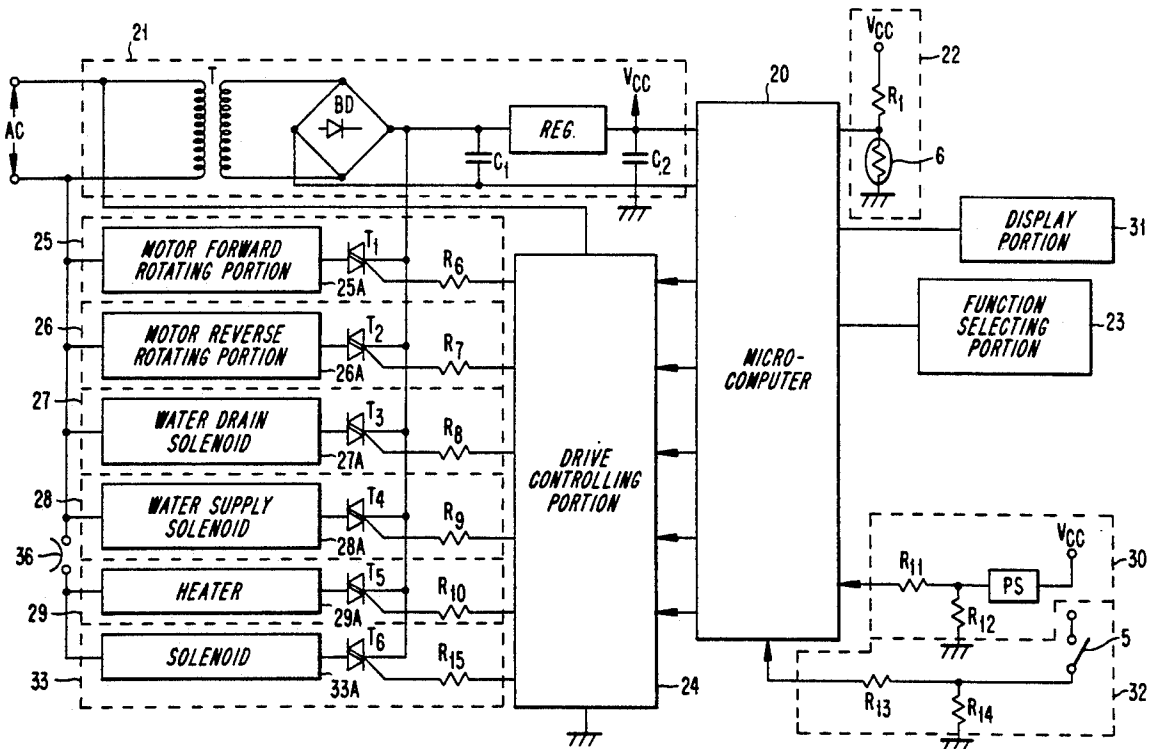 21
T
BD
AC
REG.
VCC
C1
C2
20
VCC
22
R1
6
MICRO-
COMPUTER
DISPLAY
PORTION
31
FUNCTION
SELECTING
PORTION
23
25
MOTOR FORWARD
ROTATING PORTION
25A
T1
R6
26
MOTOR REVERSE
ROTATING PORTION
26A
T2
R7
27
WATER DRAIN
SOLENOID
27A
T3
R8
28
WATER SUPPLY
SOLENOID
28A
T4
R9
36
29
HEATER
29A
T5
R10
33
SOLENOID
33A
T6
R15
DRIVE
CONTROLLING
PORTION
24
VCC
30
R11
PS
R12
5
R13
R14
32